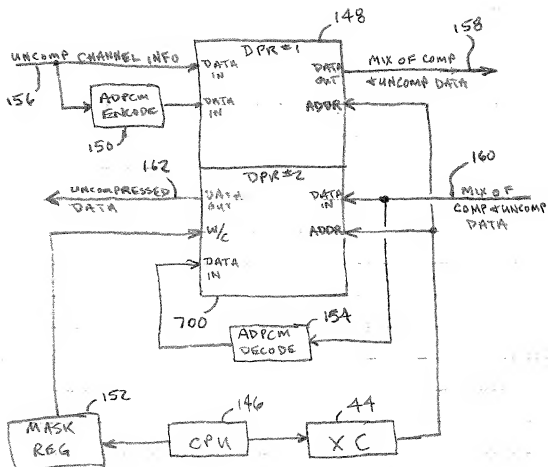 148
DPR #1
158
UNCOMP CHANNEL INFO
DATA
IN
DATA
OUT
MIX OF COMP
& UNCOMP DATA
156
ADPCM
ENCODE
DATA
IN
ADDR
150
162
DPR #2
160
UNCOMPRESSED
DATA
DATA
OUT
DATA
IN
MIX OF
COMP & UNCOMP
DATA
W/C
ADDR
DATA
IN
700
154
ADPCM
DECODE
152
146
44
MASK
REG
CPU
XC